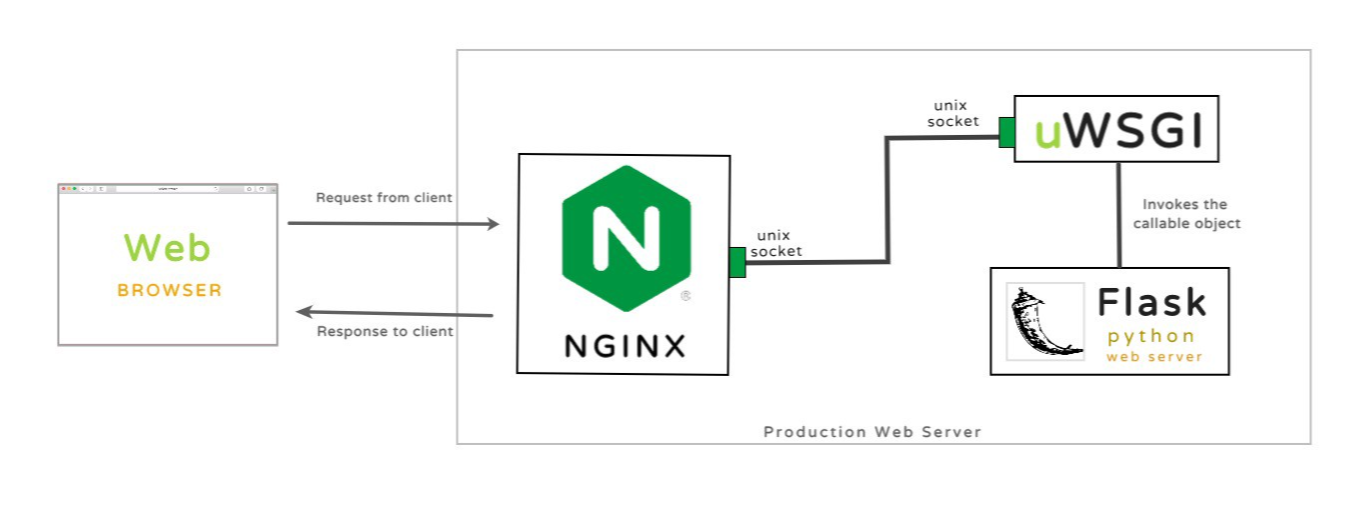 Web
BROWSER
Request from client
Response to client
N
®
NGINX
unix
socket
unix
socket
uWSGI
Invokes the
callable object
Flask
python
web server
Production Web Server